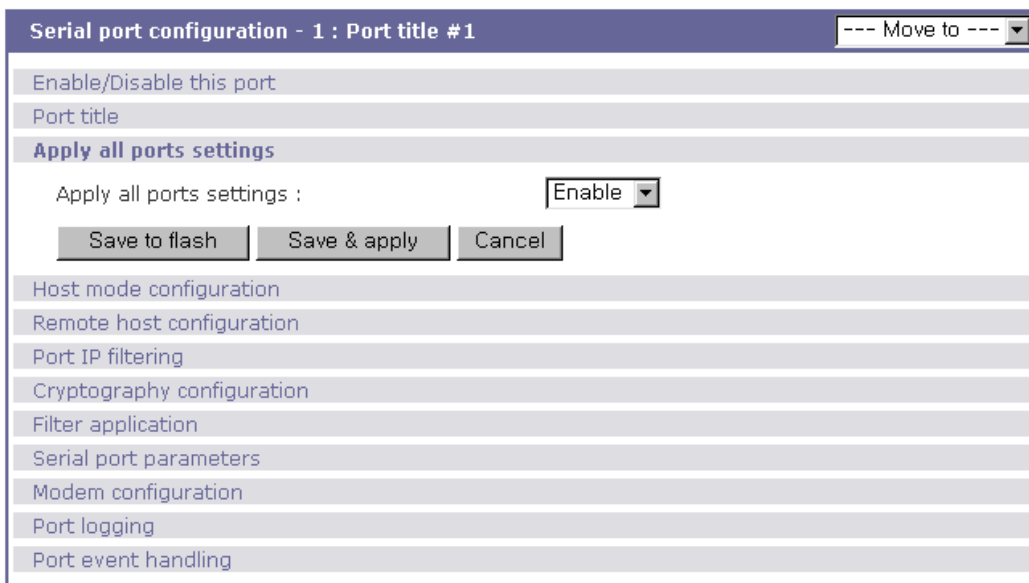 Serial port configuration - 1 : Port title #1 --- Move to ---
Enable/Disable this port
Port title
Apply all ports settings
Apply all ports settings : Enable
Save to flash Save & apply Cancel
Host mode configuration
Remote host configuration
Port IP filtering
Cryptography configuration
Filter application
Serial port parameters
Modem configuration
Port logging
Port event handling